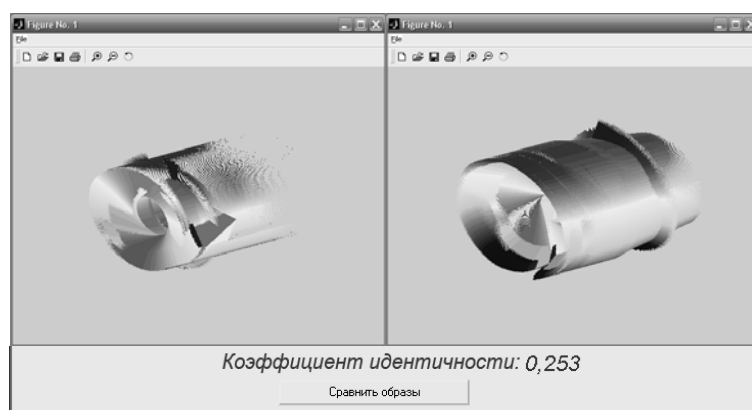 Figure No. 1
File
Figure No. 1
File
Коэффициент идентичности: 0,253
Сравнить образы